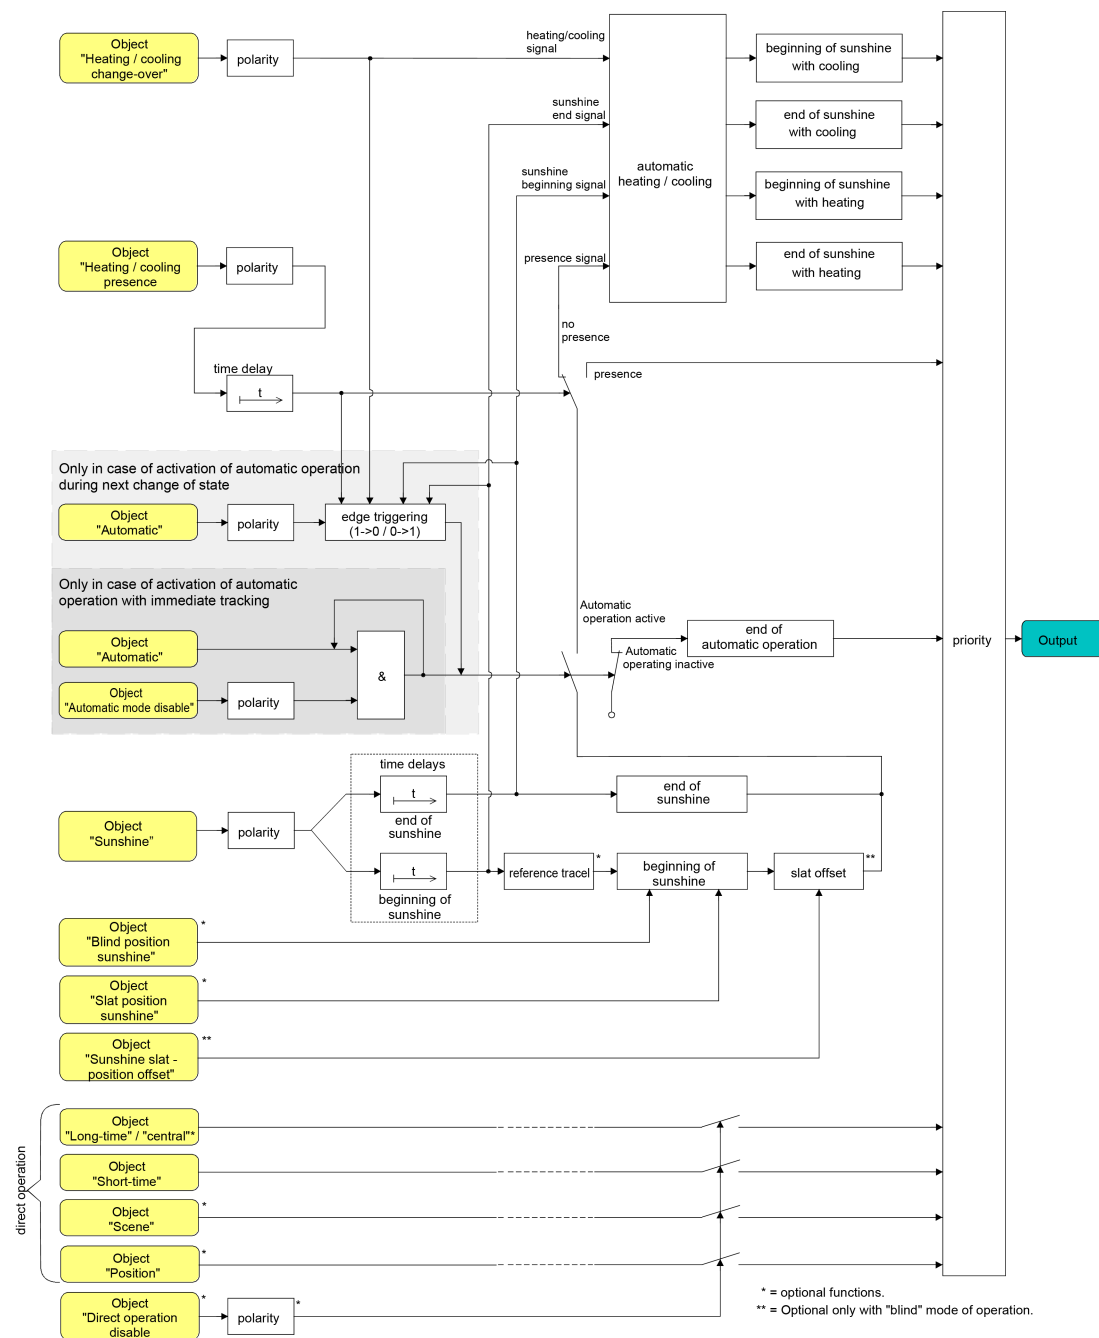 Object
"Heating / cooling
change-over"
polarity
heating/cooling
signal
beginning of sunshine
with cooling
sunshine
end signal
end of sunshine
with cooling
automatic
heating / cooling
sunshine
beginning signal
beginning of sunshine
with heating
Object
"Heating / cooling
presence
polarity
presence signal
end of sunshine
with heating
no
presence
presence
time delay
t
Only in case of activation of automatic operation
during next change of state
Object
"Automatic"
polarity
edge triggering
(1->0 / 0->1)
Only in case of activation of automatic
operation with immediate tracking
Object
"Automatic"
&
Object
"Automatic mode disable"
polarity
Automatic
operation active
end of
automatic operation
Automatic
operating inactive
priority
Output
time delays
t
end of
sunshine
end of
sunshine
Object
"Sunshine"
polarity
t
beginning of
sunshine
reference tracel
*
beginning of
sunshine
slat offset
**
Object
"Blind position
sunshine"
*
Object
"Slat position
sunshine"
*
Object
"Sunshine slat -
position offset"
**
direct operation
Object
"Long-time" / "central"*
Object
"Short-time"
Object
"Scene"
*
Object
"Position"
*
Object
"Direct operation
disable
*
polarity
*
* = optional functions.
** = Optional only with "blind" mode of operation.